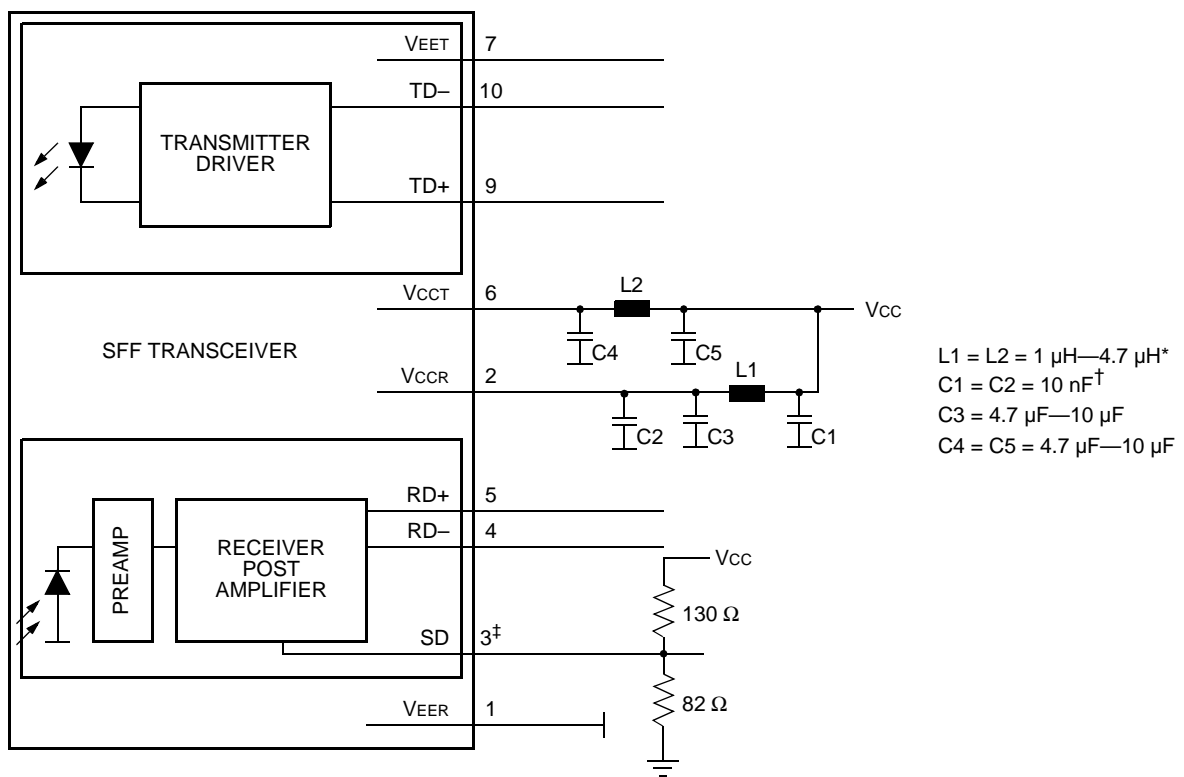 VEET 7
TD– 10
TRANSMITTER
DRIVER
TD+ 9
L2
VCCT 6
VCC
C4
C5
SFF TRANSCEIVER
L1
VCCR 2
C2
C3
C1
L1 = L2 = 1 µH—4.7 µH*
C1 = C2 = 10 nF†
C3 = 4.7 µF—10 µF
C4 = C5 = 4.7 µF—10 µF
RD+ 5
RD– 4
PREAMP
RECEIVER
POST
AMPLIFIER
VCC
130 Ω
SD 3‡
82 Ω
VEER 1